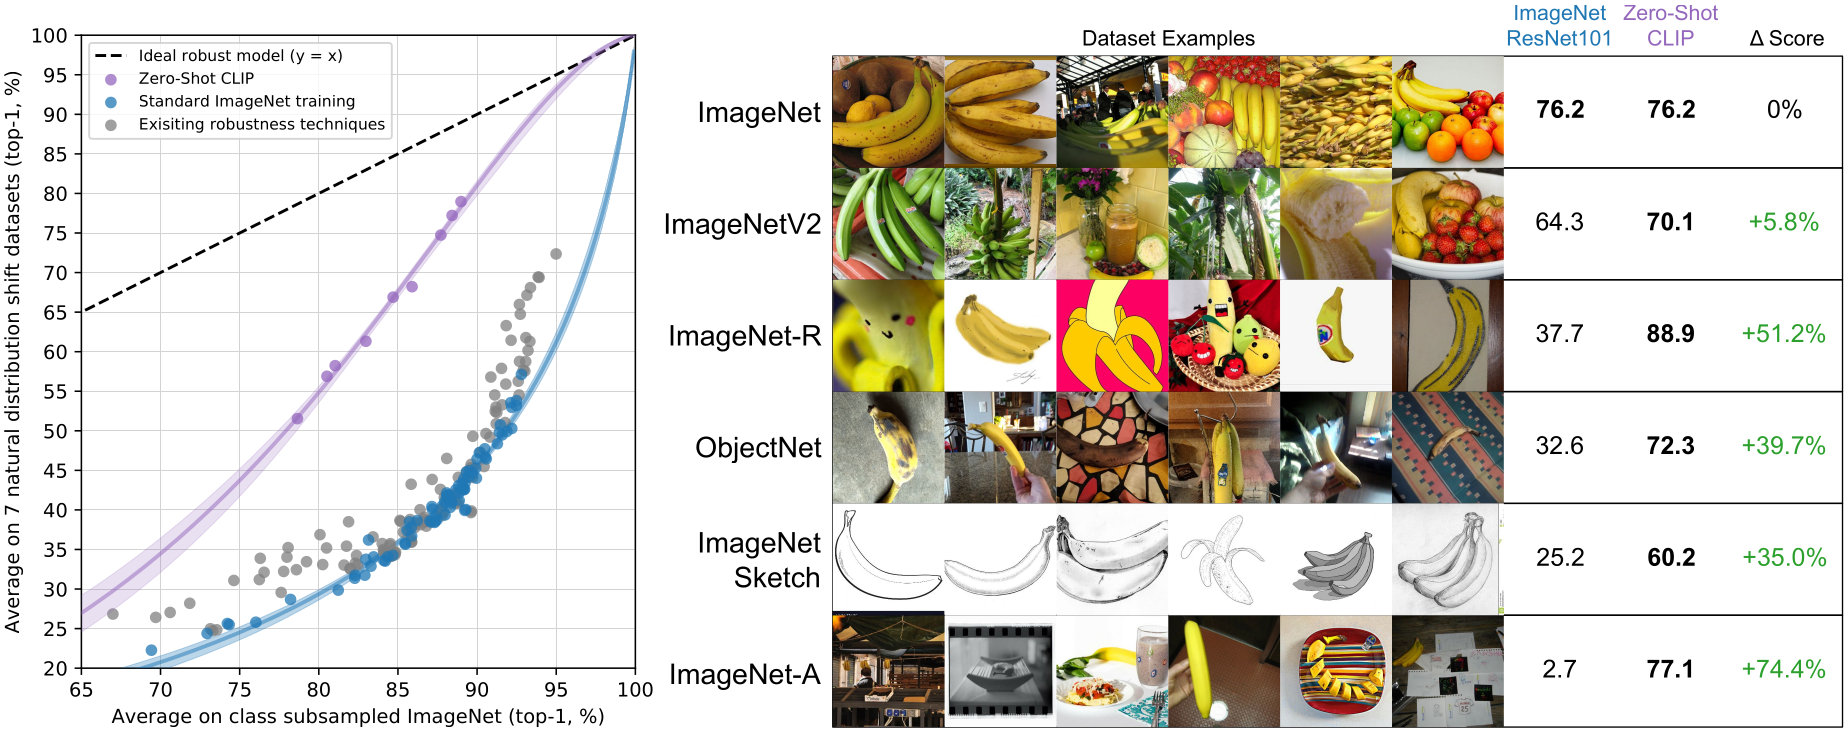 100
95
90
85
80
75
70
65
60
55
50
45
40
35
30
25
20
65
70
75
80
85
90
95
100
Average on 7 natural distribution shift datasets (top-1, %)
Average on class subsampled ImageNet (top-1, %)
Ideal robust model (y = x)
Zero-Shot CLIP
Standard ImageNet training
Exisiting robustness techniques
Dataset Examples
ImageNet
ResNet101
Zero-Shot
CLIP
Δ Score
ImageNet
76.2
76.2
0%
ImageNetV2
64.3
70.1
+5.8%
ImageNet-R
37.7
88.9
+51.2%
ObjectNet
32.6
72.3
+39.7%
ImageNet
Sketch
25.2
60.2
+35.0%
ImageNet-A
2.7
77.1
+74.4%